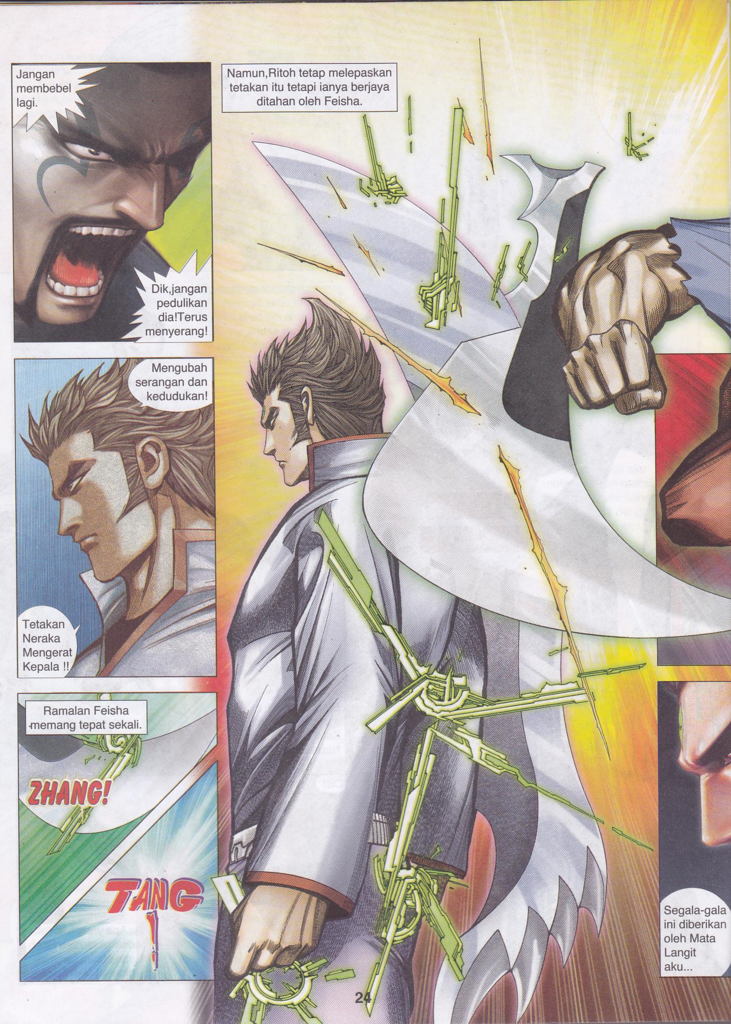 Jangan
membebel
lagi.
Dik,jangan
pedulikan
dia!Terus
menyerang!
Namun,Ritoh tetap melepaskan
tetakan itu tetapi ianya berjaya
ditahan oleh Feisha.
Mengubah
serangan dan
kedudukan!
Tetakan
Neraka
Mengerat
Kepala !!
Ramalan Feisha
memang tepat sekali.
ZHANG!
TANG
1
Segala-gala
ini diberikan
oleh Mata
Langit
aku...
24